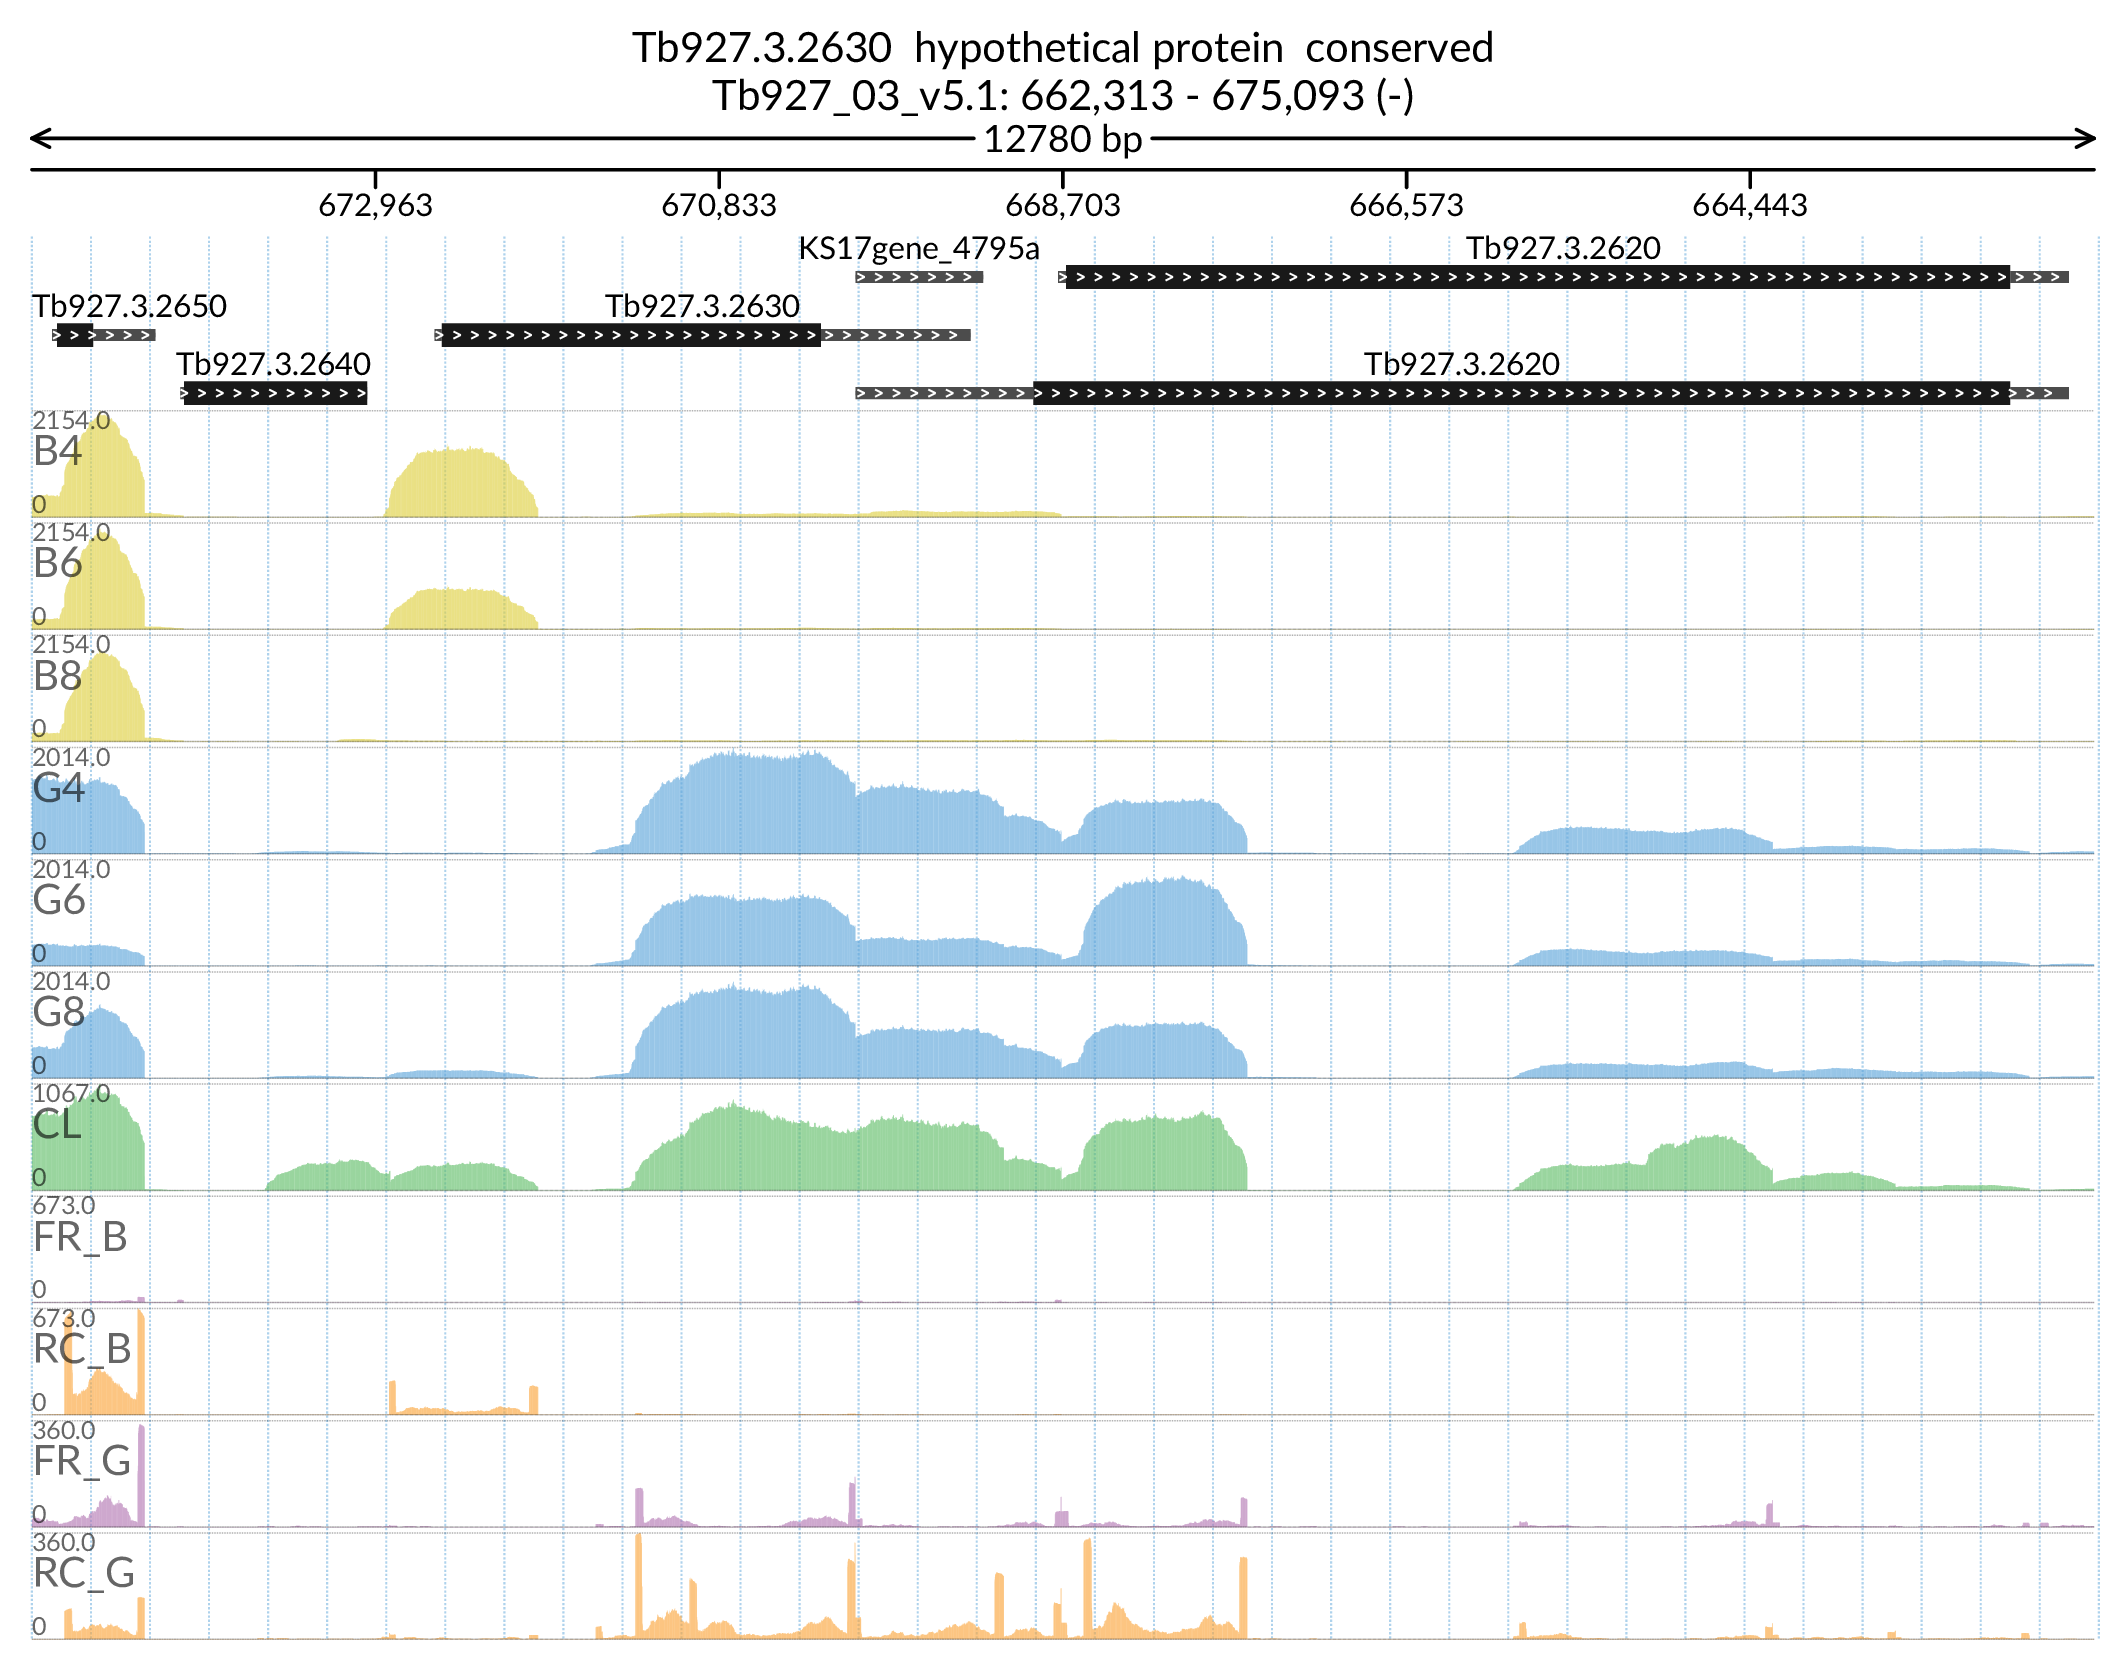 Tb927.3.2630  hypothetical protein  conserved
Tb927_03_v5.1: 662,313 - 675,093 (-)
12780 bp
672,963 670,833 668,703 666,573 664,443
KS17gene_4795a Tb927.3.2620
Tb927.3.2650 Tb927.3.2630
Tb927.3.2640 Tb927.3.2620
2154.0
B4
0
2154.0
B6
0
2154.0
B8
0
2014.0
G4
0
2014.0
G6
0
2014.0
G8
0
1067.0
CL
0
673.0
FR_B
0
673.0
RC_B
0
360.0
FR_G
0
360.0
RC_G
0